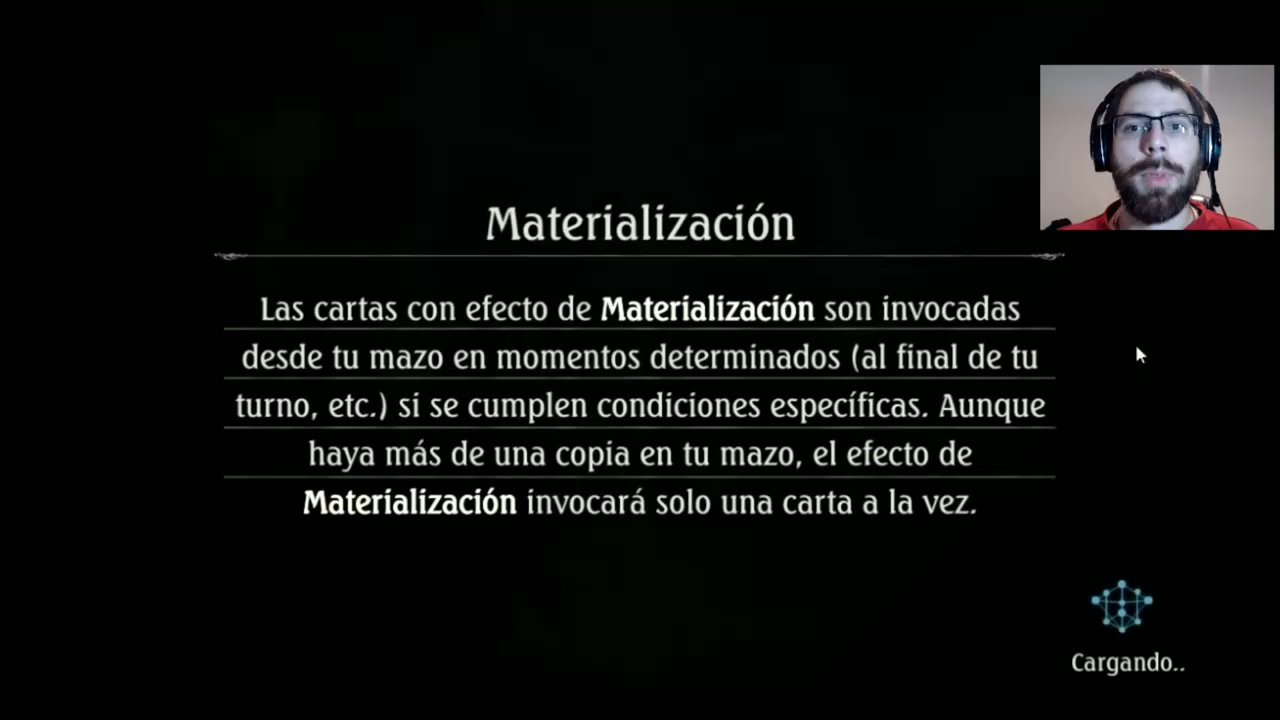 Materialización
Las cartas con efecto de Materialización son invocadas
desde tu mazo en momentos determinados (al final de tu
turno, etc.) si se cumplen condiciones específicas. Aunque
haya más de una copia en tu mazo, el efecto de
Materialización invocará solo una carta a la vez.
Cargando..